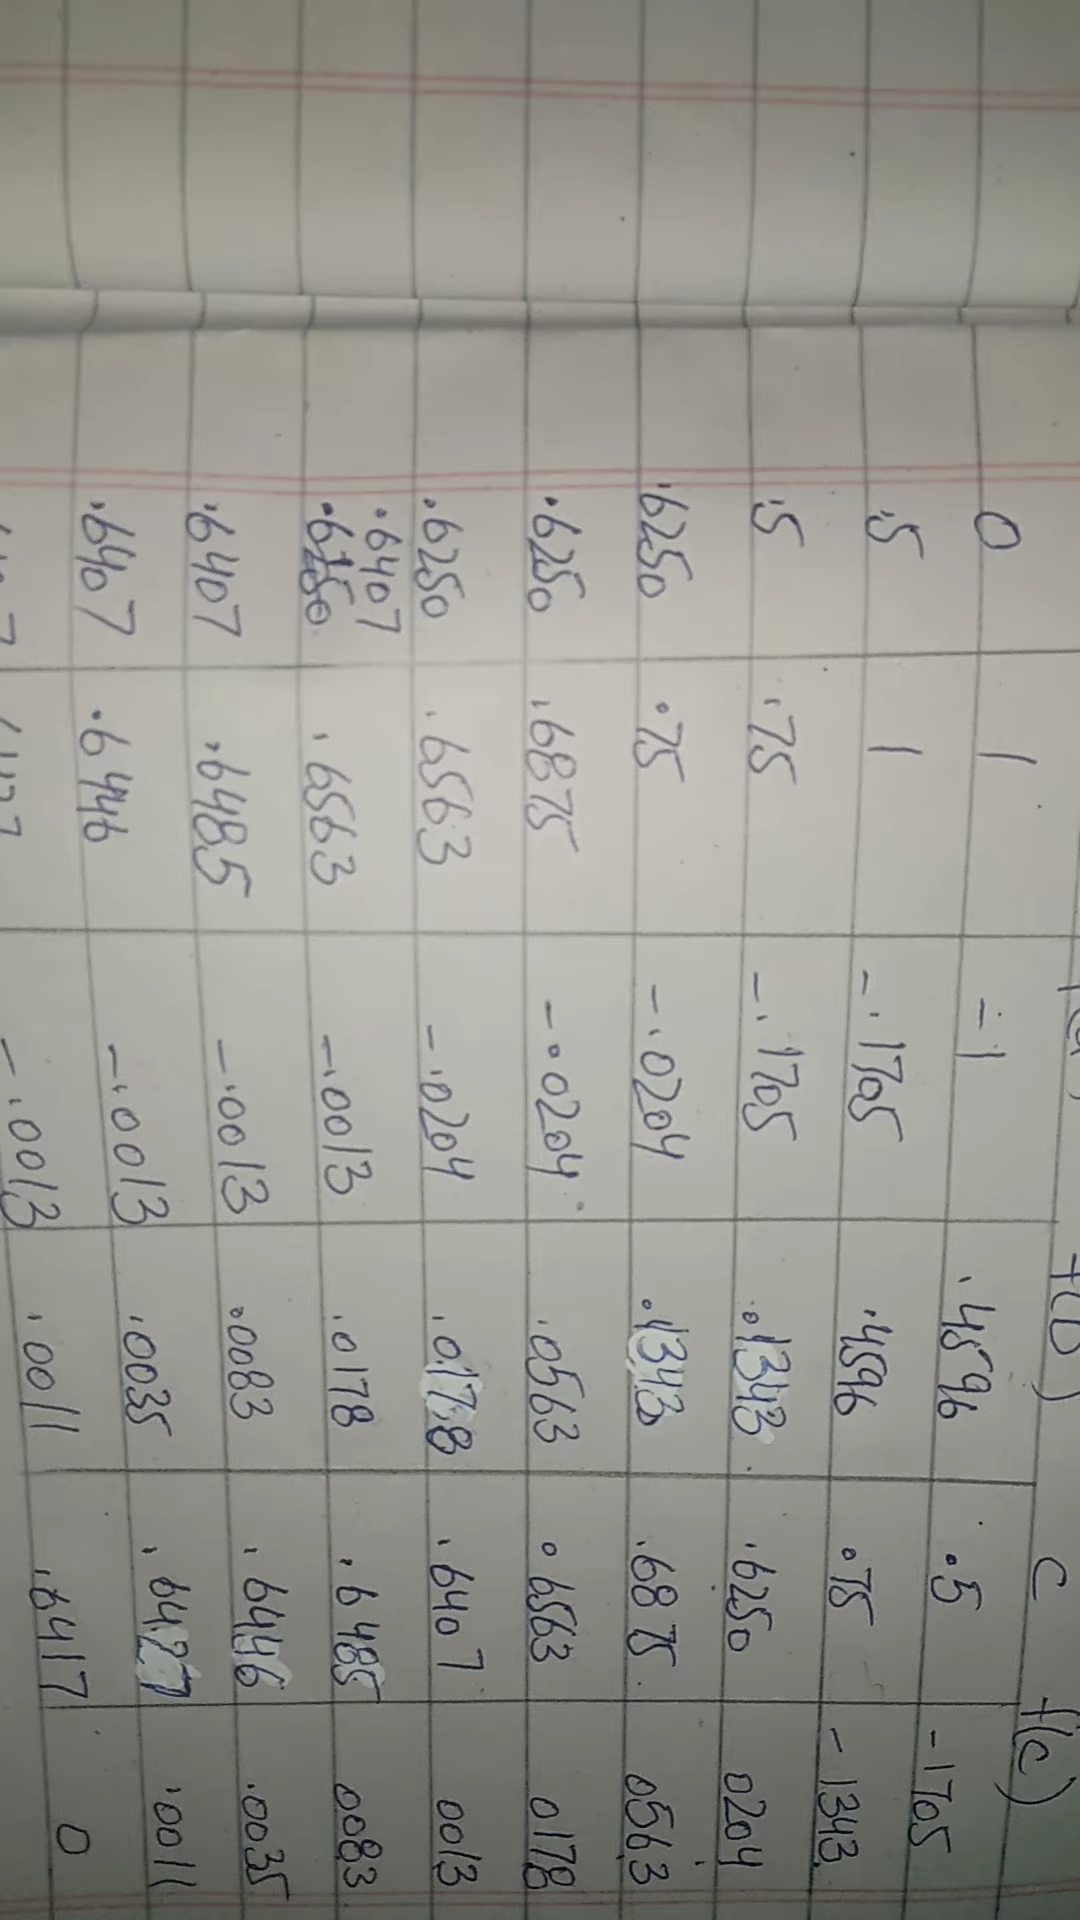 f(b) C f(c)
0 1 -1 .4596 .5 -1705
.5 1 -.1705 .4596 .75 -1343
.5 .75 -.1705 .1343 .6250 0204
.6250 .75 -.0204 .1343 .6875 0563
.6250 .6875 -.0204 .0563 .6563 0178
.6250 .6563 -.0204 .0178 .6407 0013
.6407 .6563 -.0013 .0178 .6485 0083
.6407 .6485 -.0013 .0083 .6446 .0035
.6407 .6446 -.0013 .0035 .6427 .0011
-.0013 .0011 .6417 0